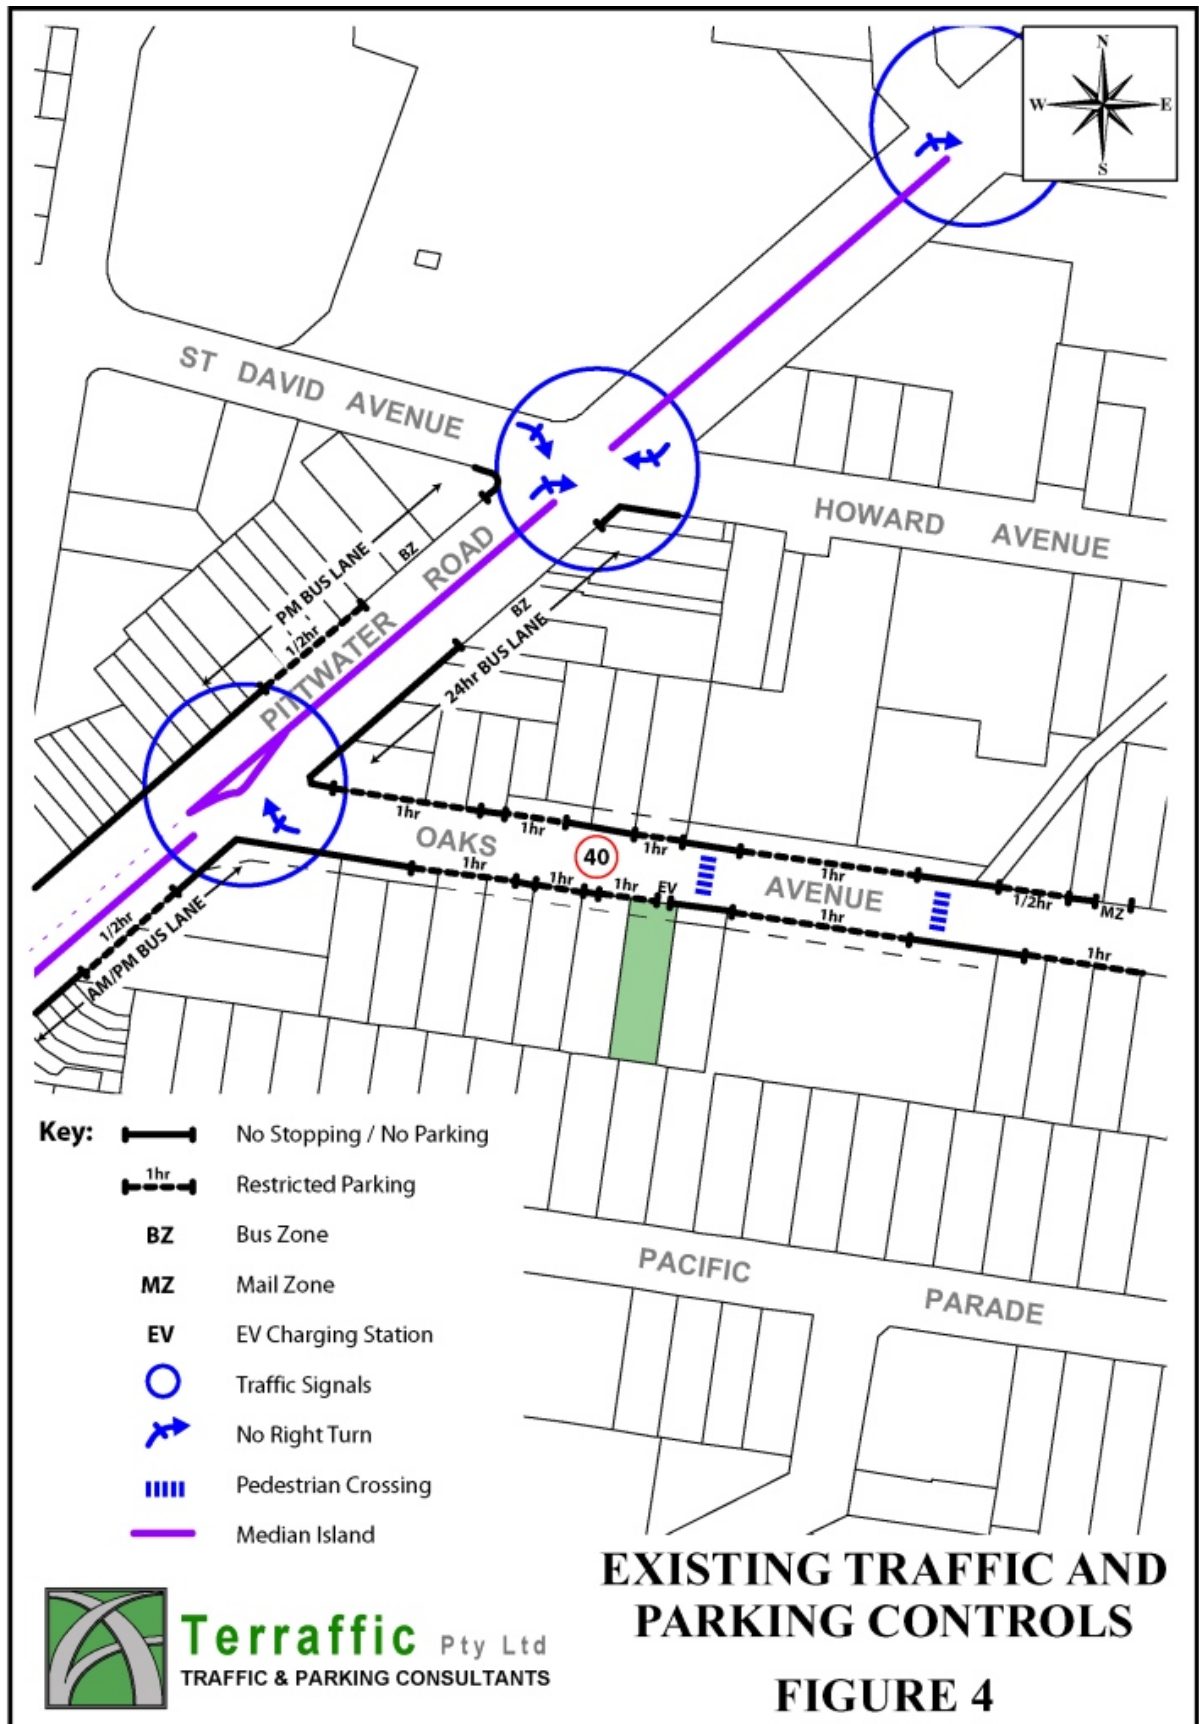 N
W E
S
ST DAVID AVENUE
HOWARD AVENUE
PM BUS LANE
BZ
1/2hr
PITTWATER ROAD
BZ
24hr BUS LANE
1hr
1hr
1hr
1hr
1/2hr
MZ
OAKS AVENUE
40
1hr
1hr
1hr
EV
1hr
1hr
1/2hr
AM/PM BUS LANE
PACIFIC PARADE
Key:
No Stopping / No Parking
1hr
Restricted Parking
BZ Bus Zone
MZ Mail Zone
EV EV Charging Station
Traffic Signals
No Right Turn
Pedestrian Crossing
Median Island
Terraffic Pty Ltd
TRAFFIC & PARKING CONSULTANTS
EXISTING TRAFFIC AND
PARKING CONTROLS
FIGURE 4